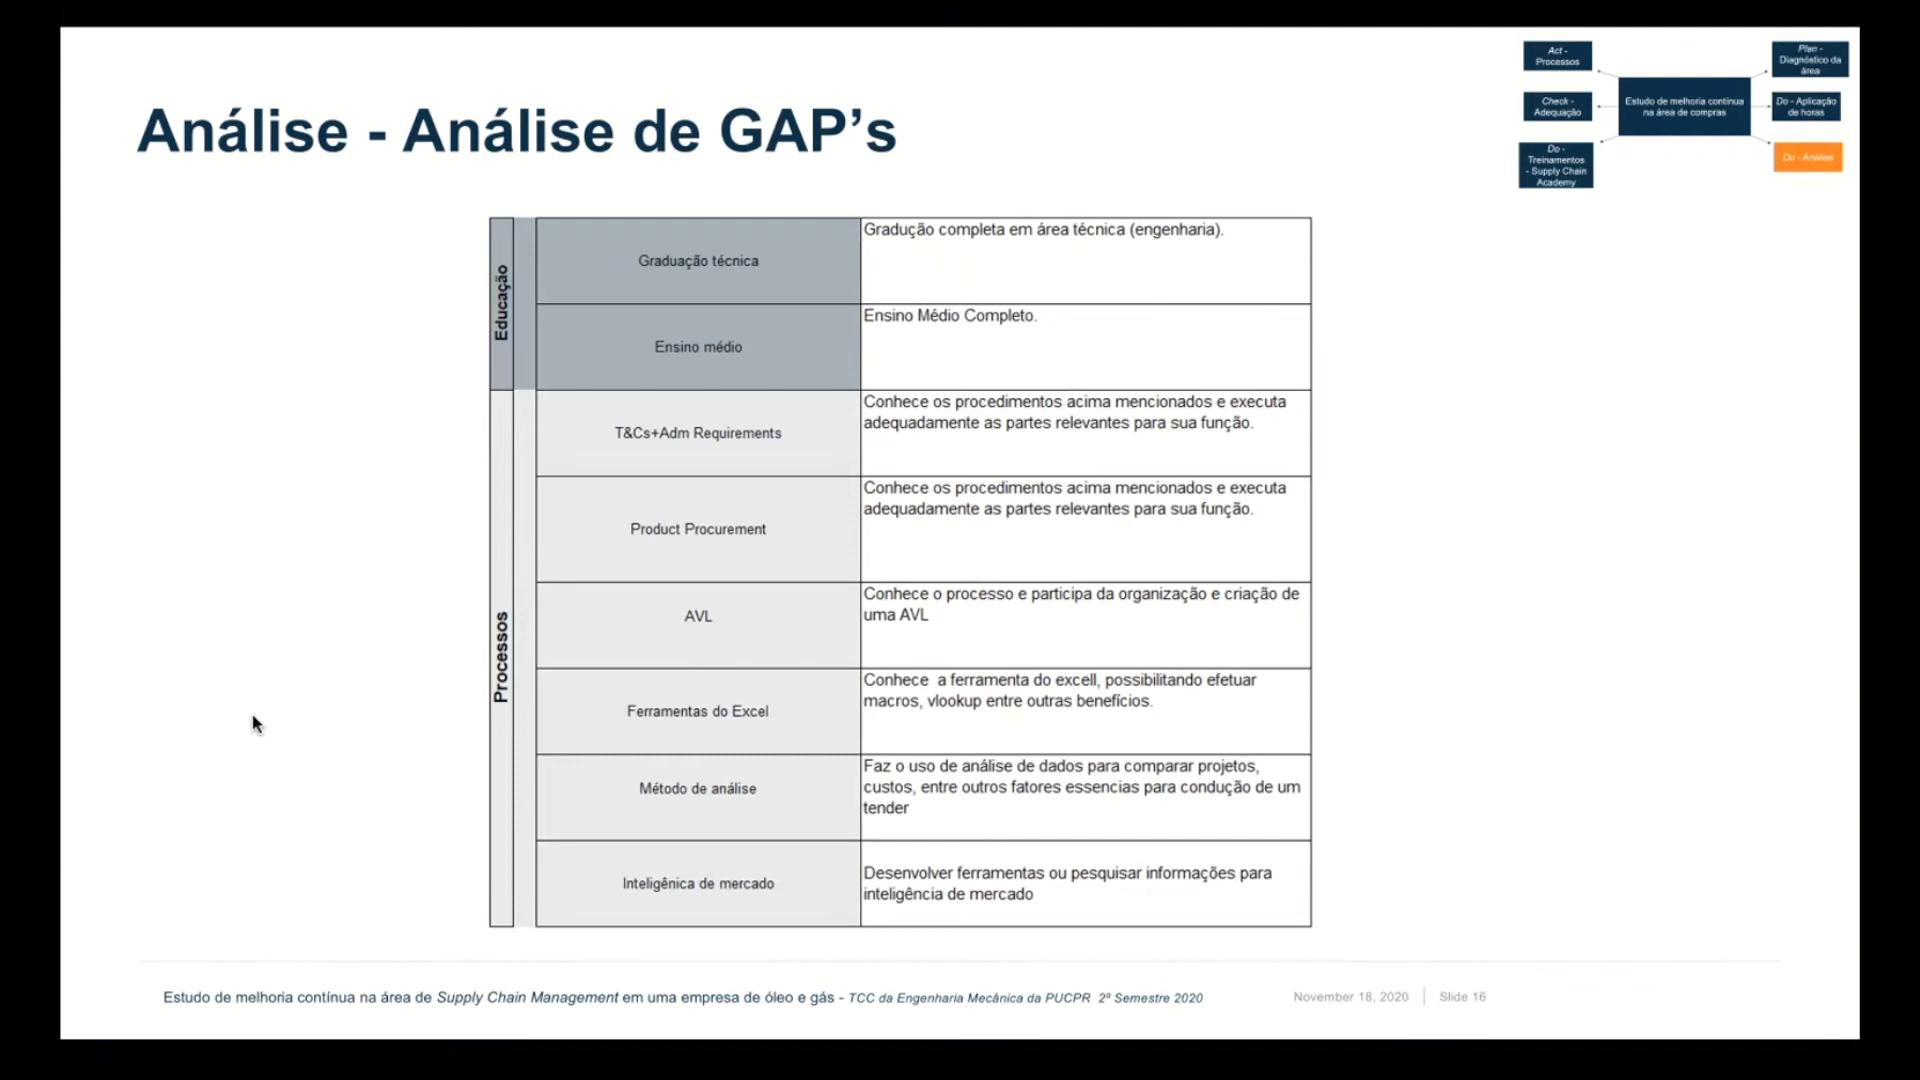 Act -
Processos
Plan -
Diagnóstico da
área
Estudo de melhoria contínua
na área de compras
Check -
Adequação
Do - Aplicação
de horas
Do -
Treinamentos
- Supply Chain
Academy
Do - Análise
Análise - Análise de GAP’s
Educação
Graduação técnica
Gradução completa em área técnica (engenharia).
Ensino médio
Ensino Médio Completo.
Processos
T&Cs+Adm Requirements
Conhece os procedimentos acima mencionados e executa
adequadamente as partes relevantes para sua função.
Product Procurement
Conhece os procedimentos acima mencionados e executa
adequadamente as partes relevantes para sua função.
AVL
Conhece o processo e participa da organização e criação de
uma AVL
Ferramentas do Excel
Conhece  a ferramenta do excell, possibilitando efetuar
macros, vlookup entre outras benefícios.
Método de análise
Faz o uso de análise de dados para comparar projetos,
custos, entre outros fatores essencias para condução de um
tender
Inteligênica de mercado
Desenvolver ferramentas ou pesquisar informações para
inteligência de mercado
Estudo de melhoria contínua na área de Supply Chain Management em uma empresa de óleo e gás - TCC da Engenharia Mecânica da PUCPR  2º Semestre 2020
November 18, 2020
Slide 16